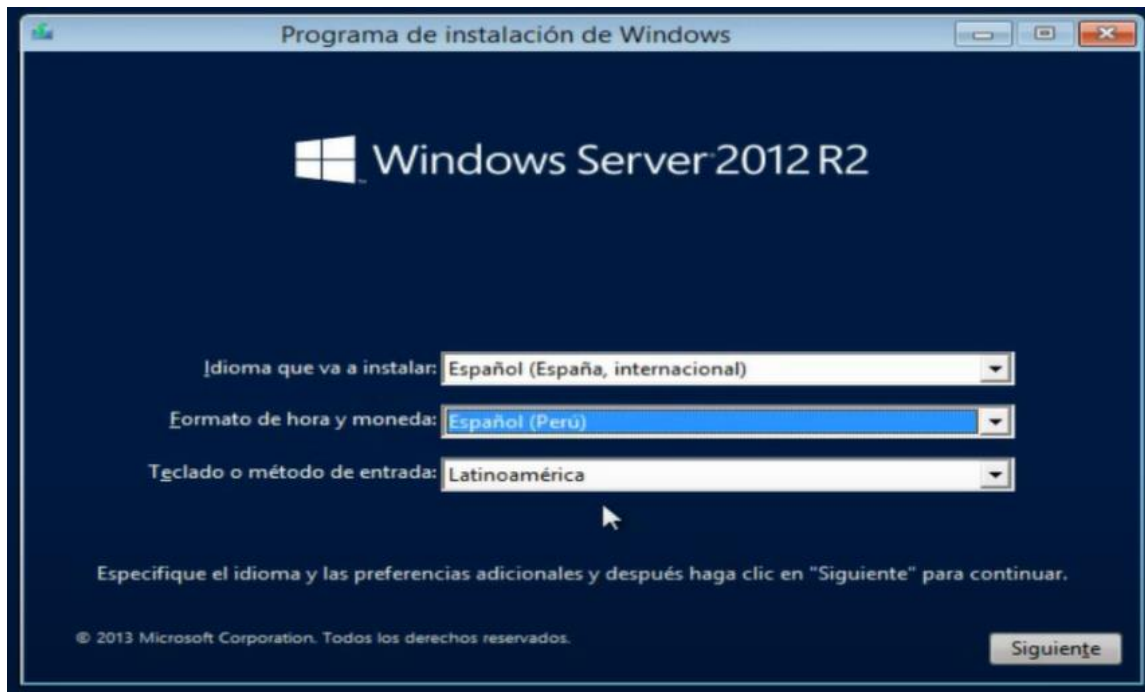 Programa de instalación de Windows
Windows Server 2012 R2
Idioma que va a instalar: Español (España, internacional)
Formato de hora y moneda: Español (Perú)
Teclado o método de entrada: Latinoamérica
Especifique el idioma y las preferencias adicionales y después haga clic en "Siguiente" para continuar.
© 2013 Microsoft Corporation. Todos los derechos reservados.
Siguiente